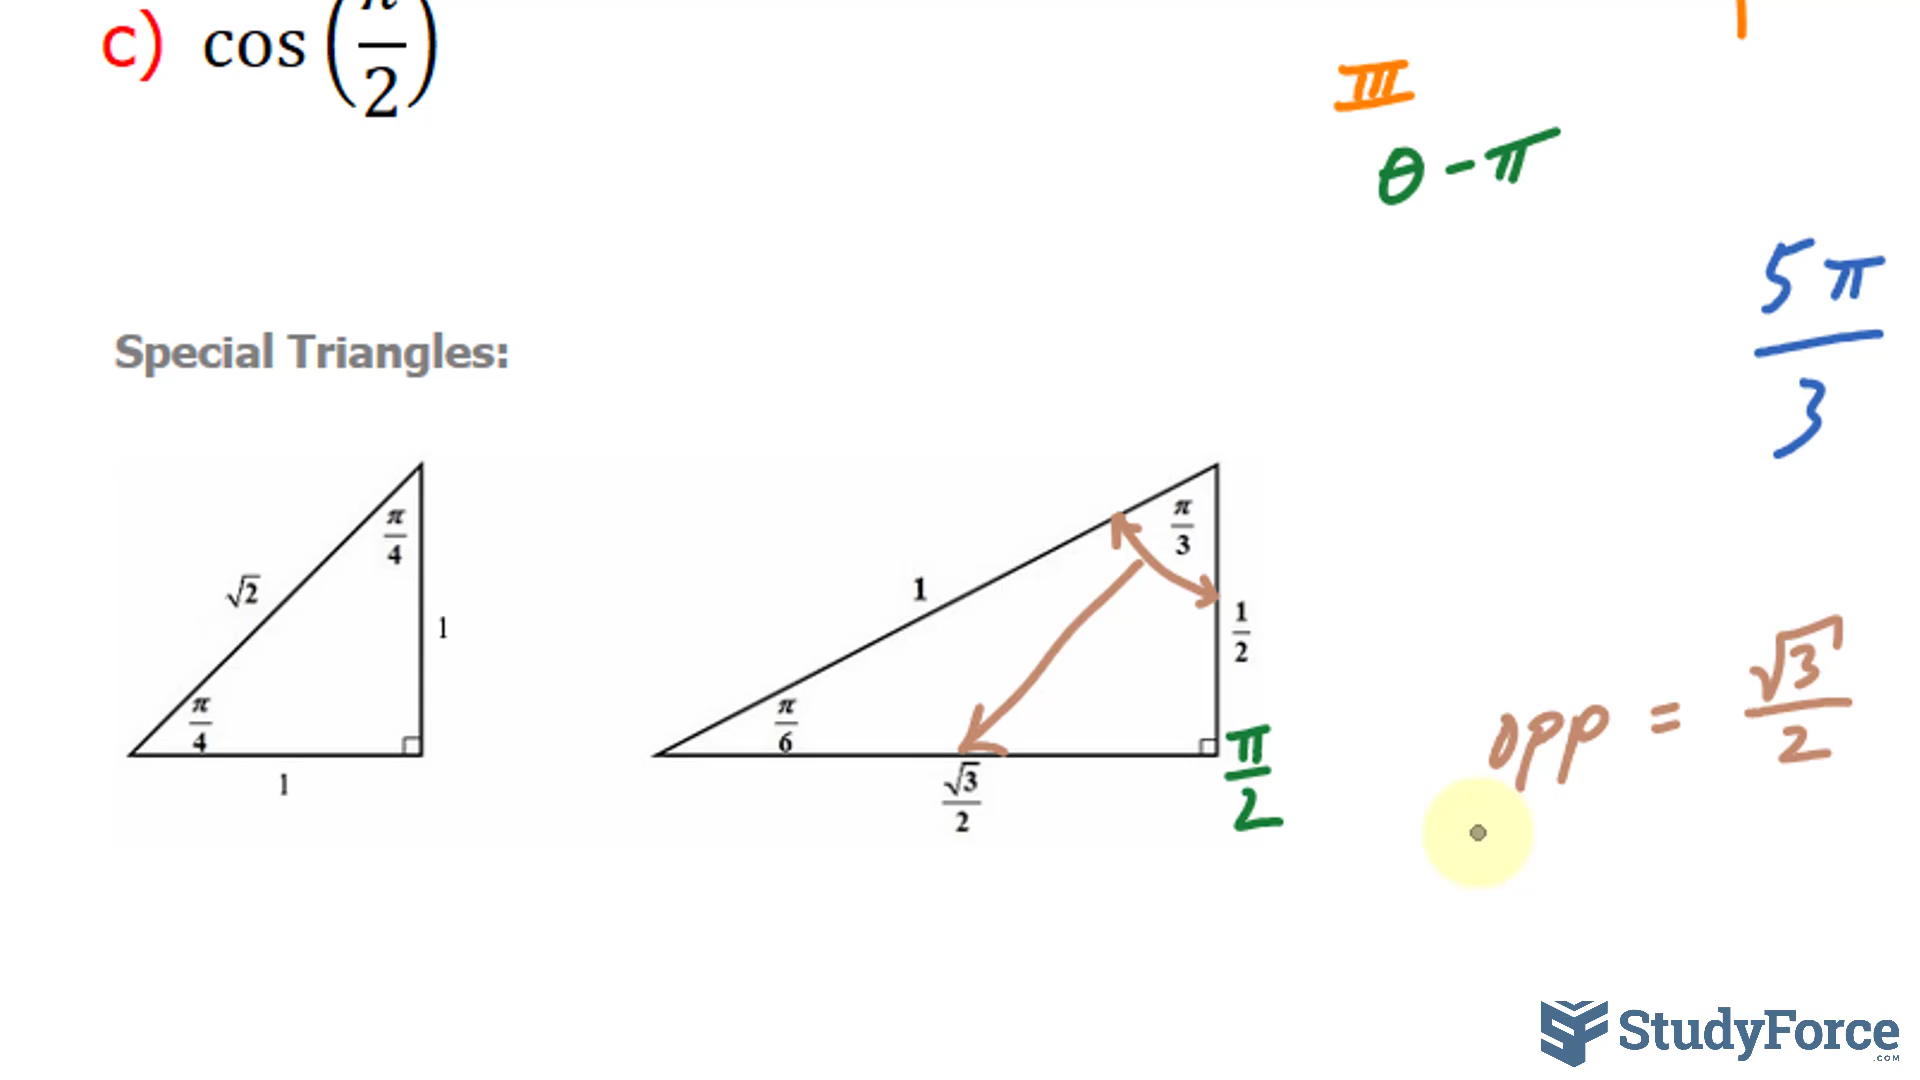 c) cos(π/2)
III
θ - π
5π/3
Special Triangles:
π/4
√2
1
π/4
1
π/3
1
1/2
π/6
√3/2
π/2
opp = √3/2
StudyForce
.COM